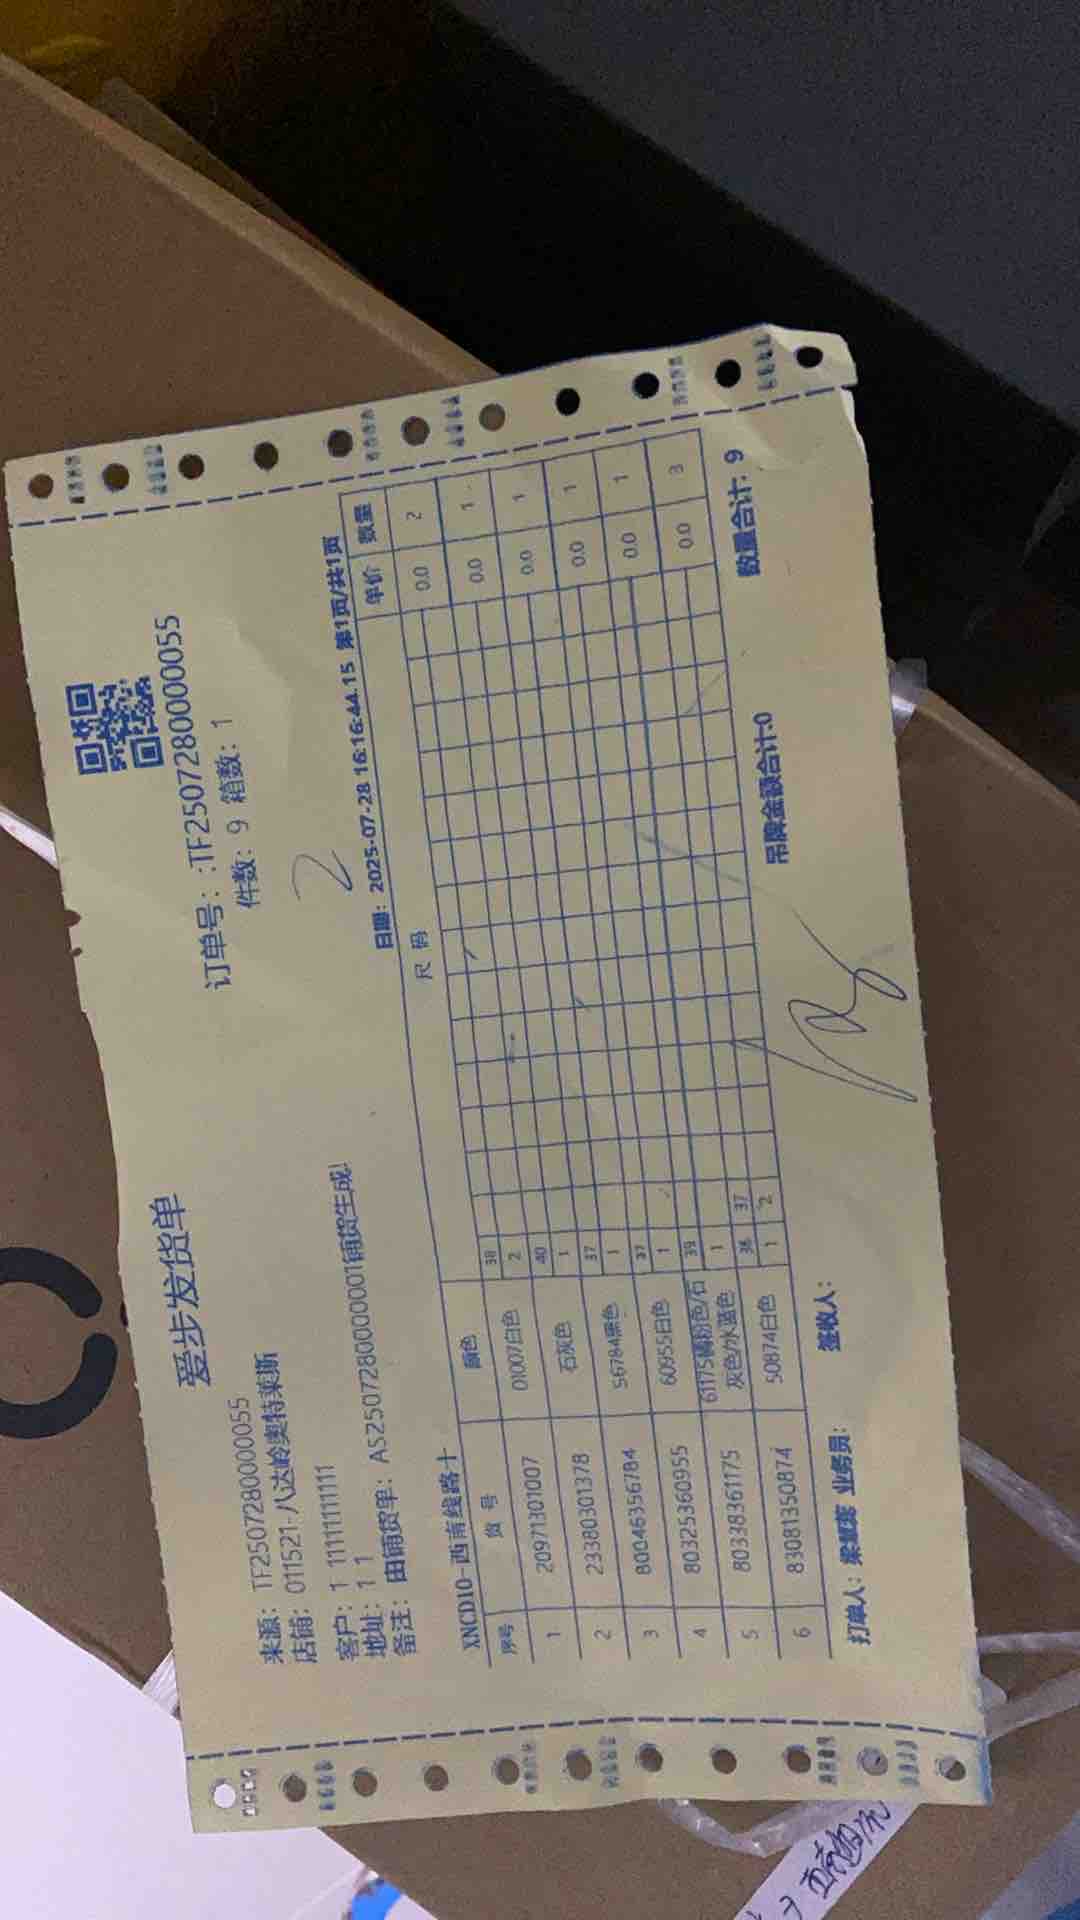 爱步发货单
订单号：:TF250728000000055
件数: 9 箱数: 1
来源: TF250728000000055
店铺: 011521-八达岭奥特莱斯
客户: 1 11111111111
地址: 1 1
备注: 由铺货单: AS250728000000001铺货生成!
2
日期: 2025-07-28 16:16:44.15 第1页/共1页
XNCD10-西南线路十
序号 货 号 颜色 尺 码 单价 数量
38
1 20971301007 01007白色 2 0.0 2
40
2 23380301378 石灰色 1 0.0 1
37
3 80046356784 56784黑色 1 0.0 1
37
4 80325360955 60955白色 1 0.0 1
39
5 80338361175 61175橘粉色/石灰色/水蓝色 1 0.0 1
36 37
6 83081350874 50874白色 1 2 0.0 3
打单人: 业务员: 签收人: 吊牌金额合计:0 数量合计: 9